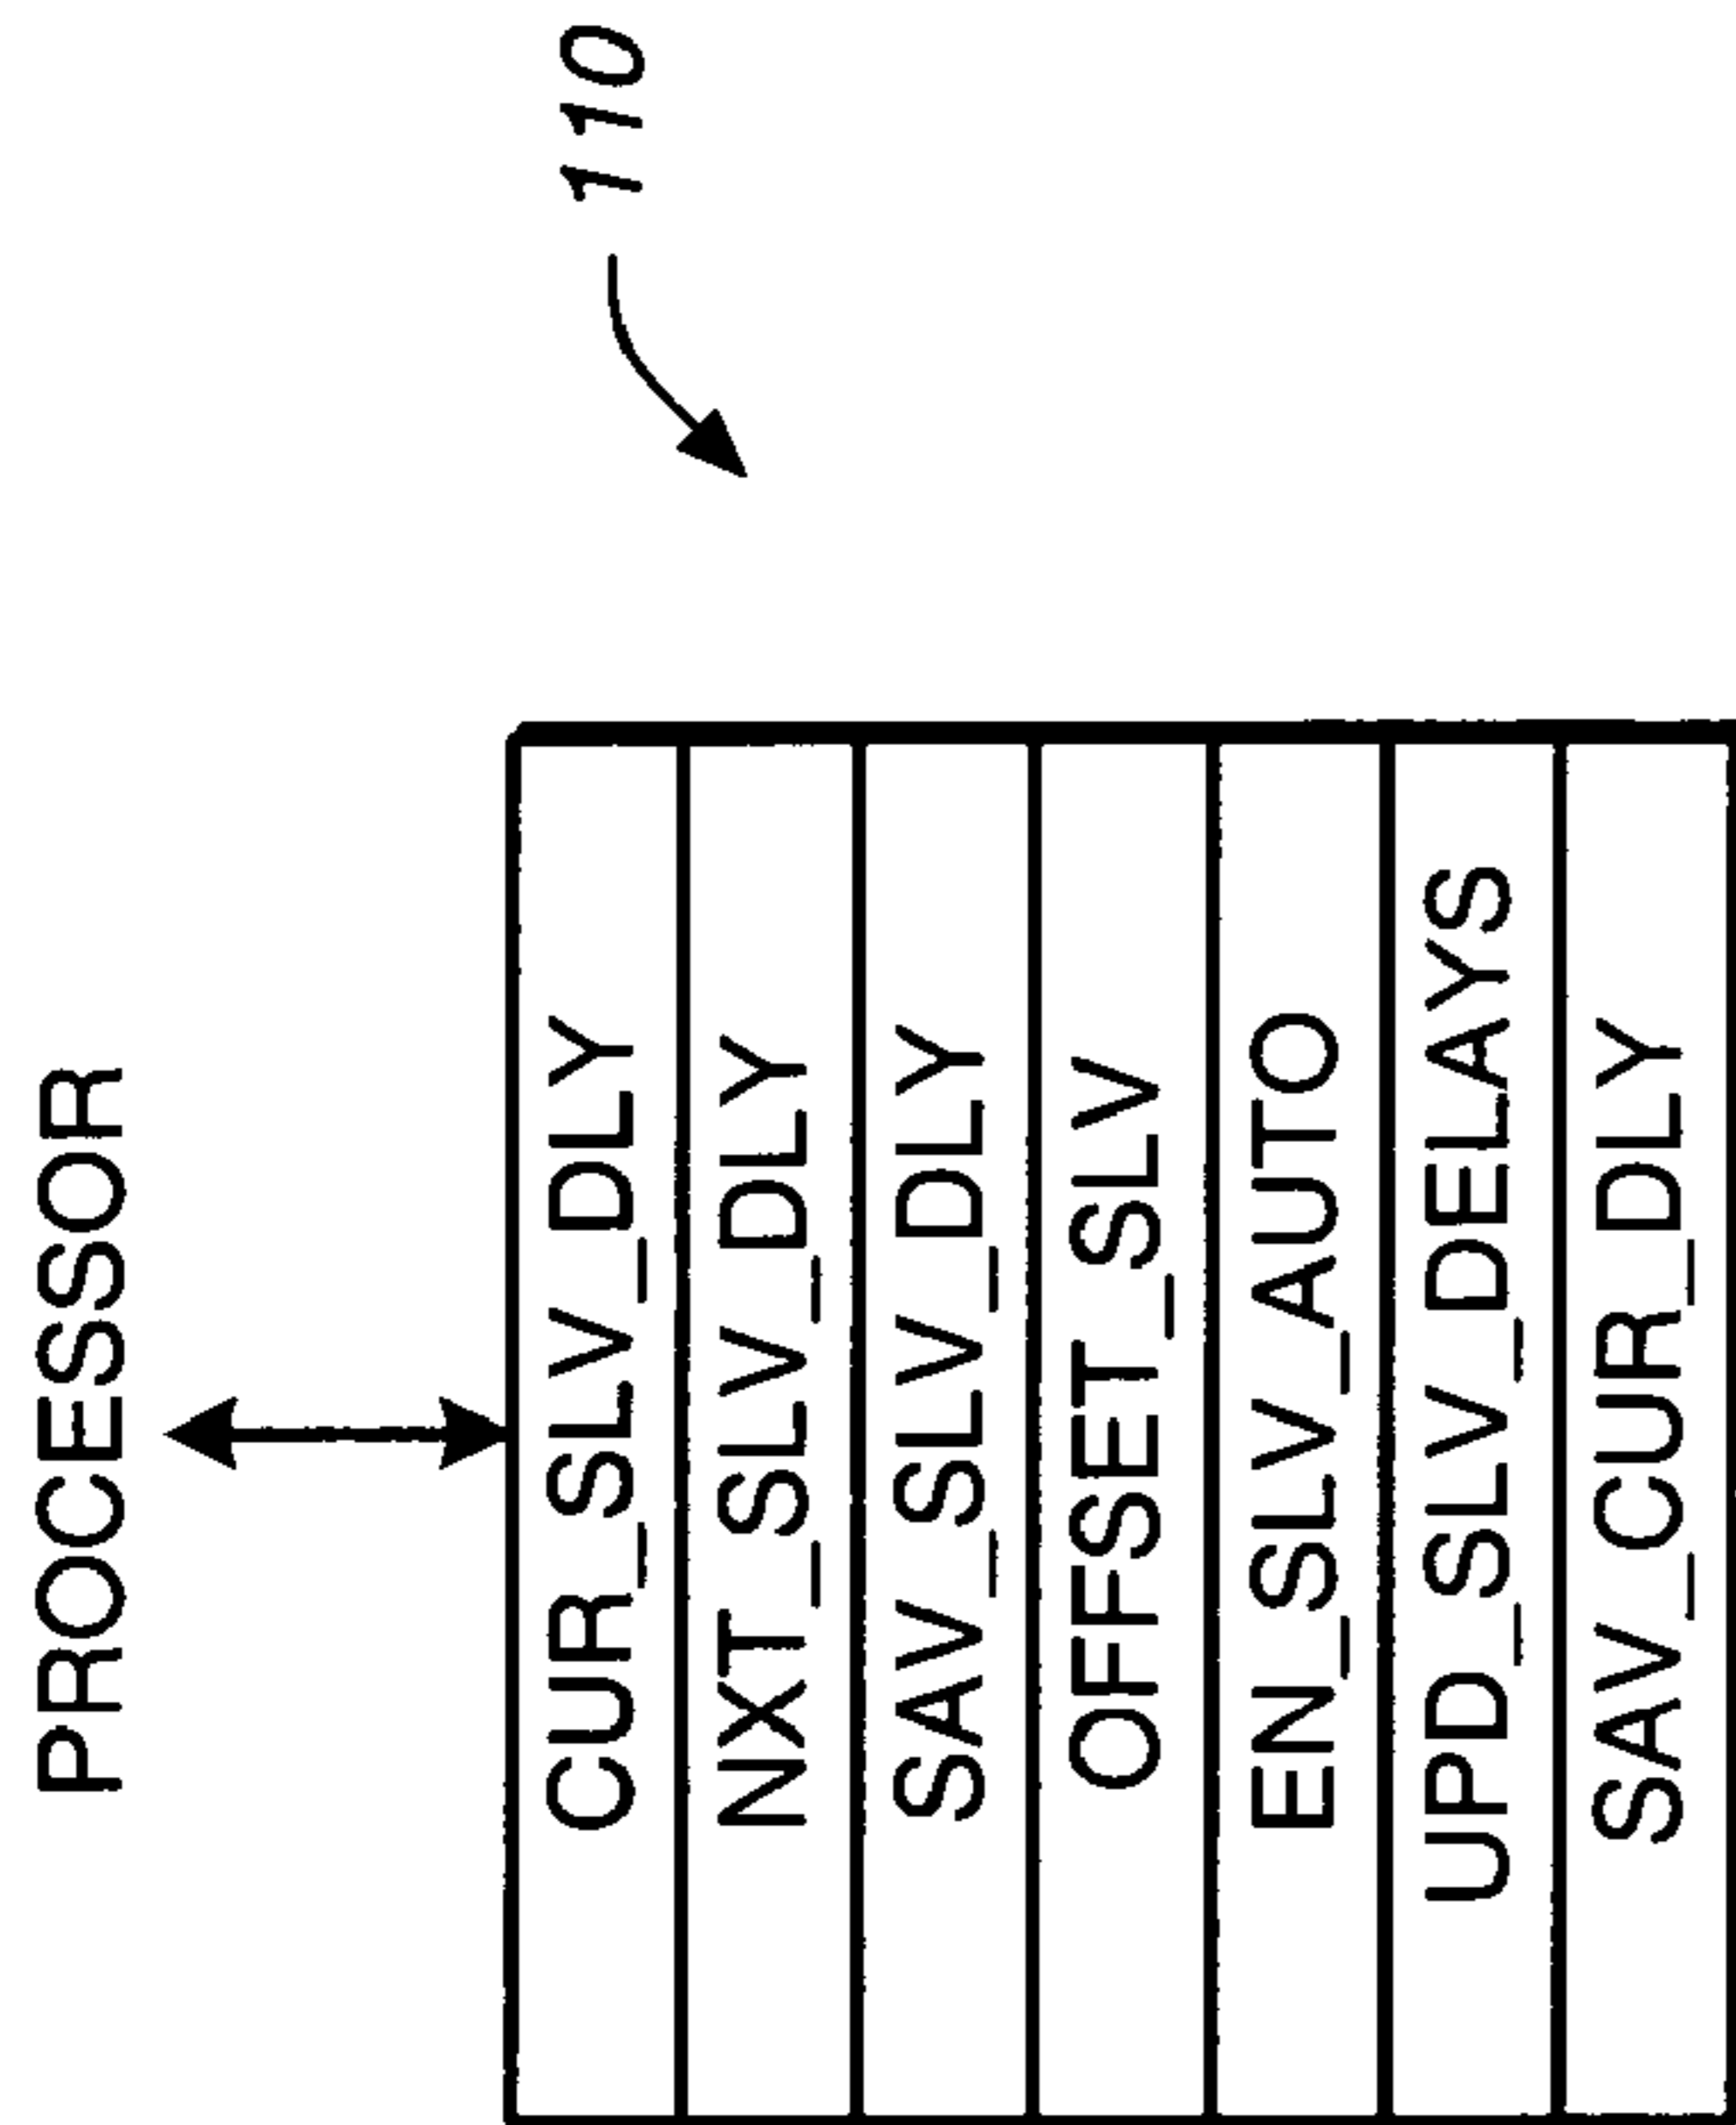 PROCESSOR
110
CUR_SLV_DLY
NXT_SLV_DLY
SAV_SLV_DLY
OFFSET_SLV
EN_SLV_AUTO
UPD_SLV_DELAYS
SAV_CUR_DLY